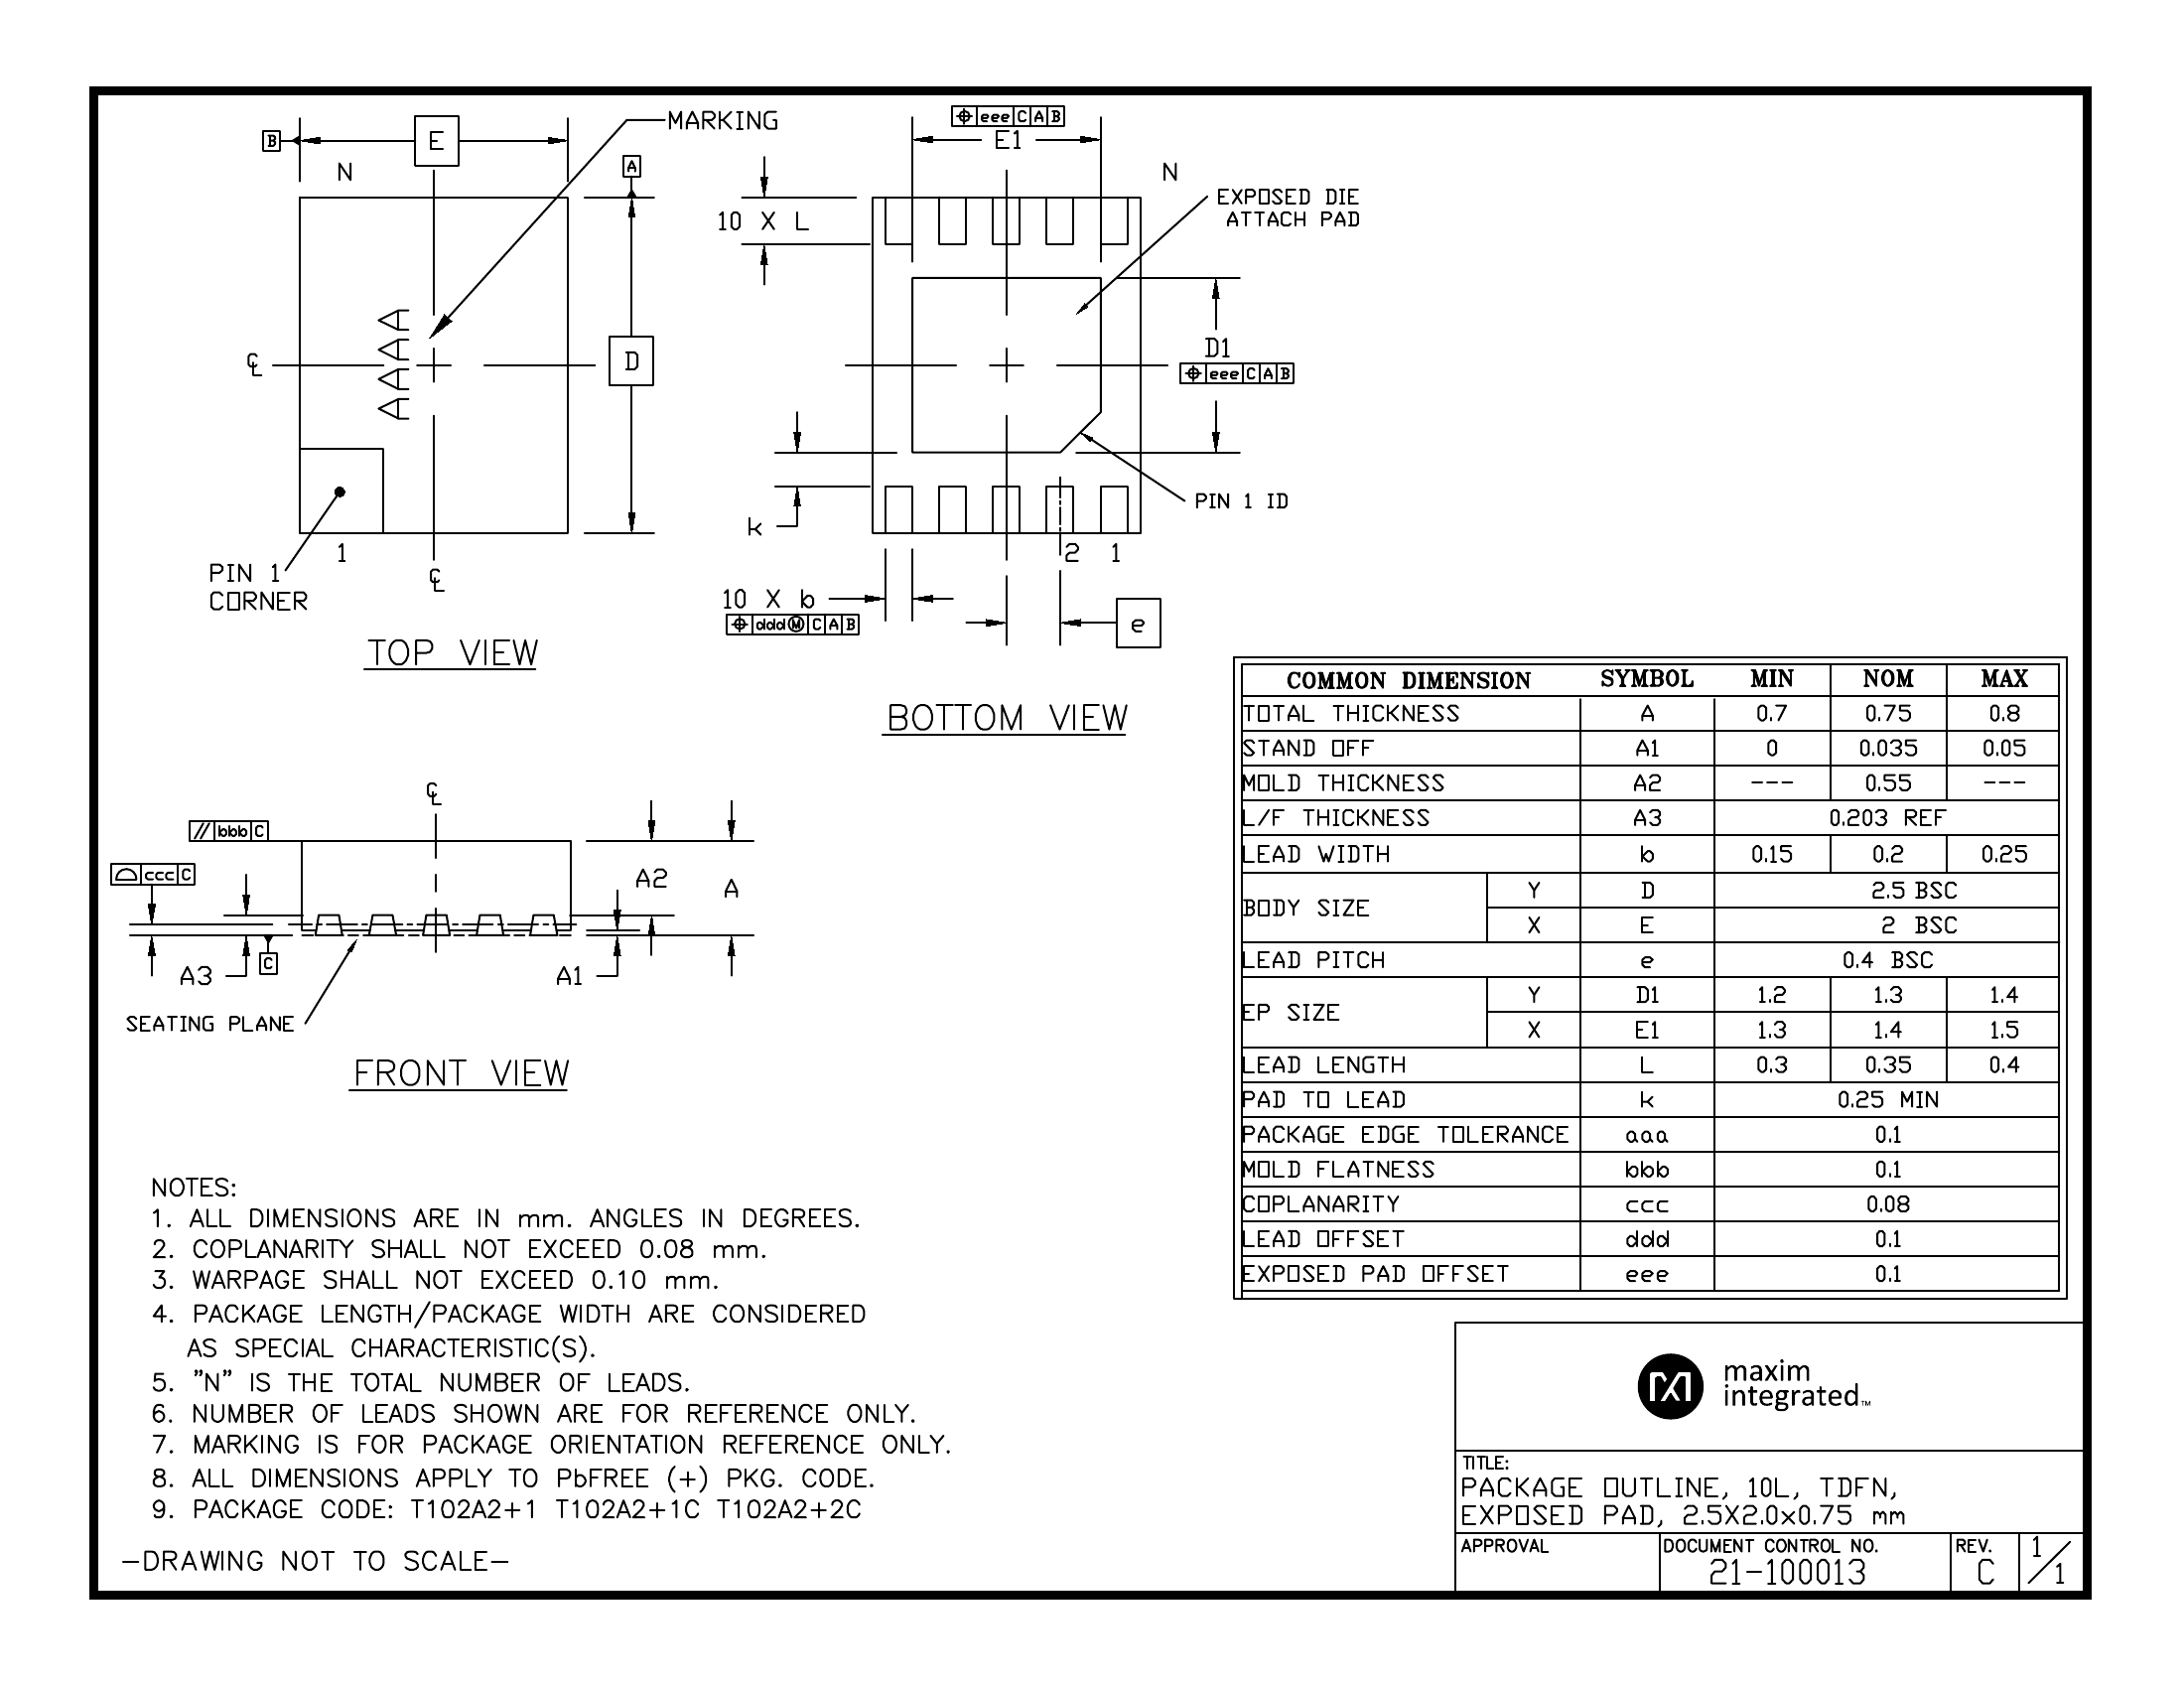 B
E
MARKING
N
A
D
℄
A
A
A
A
1
℄
PIN 1
CORNER
TOP VIEW
⌖ eee C A B
E1
N
10 X L
EXPOSED DIE
ATTACH PAD
D1
⌖ eee C A B
k
PIN 1 ID
2 1
10 X b
⌖ ddd Ⓜ C A B
e
BOTTOM VIEW
℄
// bbb C
⌓ ccc C
A2
A
A3
C
A1
SEATING PLANE
FRONT VIEW
COMMON DIMENSION SYMBOL MIN NOM MAX
TOTAL THICKNESS A 0.7 0.75 0.8
STAND OFF A1 0 0.035 0.05
MOLD THICKNESS A2 --- 0.55 ---
L/F THICKNESS A3 0.203 REF
LEAD WIDTH b 0.15 0.2 0.25
BODY SIZE Y D 2.5 BSC
X E 2 BSC
LEAD PITCH e 0.4 BSC
EP SIZE Y D1 1.2 1.3 1.4
X E1 1.3 1.4 1.5
LEAD LENGTH L 0.3 0.35 0.4
PAD TO LEAD k 0.25 MIN
PACKAGE EDGE TOLERANCE aaa 0.1
MOLD FLATNESS bbb 0.1
COPLANARITY ccc 0.08
LEAD OFFSET ddd 0.1
EXPOSED PAD OFFSET eee 0.1
NOTES:
1. ALL DIMENSIONS ARE IN mm. ANGLES IN DEGREES.
2. COPLANARITY SHALL NOT EXCEED 0.08 mm.
3. WARPAGE SHALL NOT EXCEED 0.10 mm.
4. PACKAGE LENGTH/PACKAGE WIDTH ARE CONSIDERED
AS SPECIAL CHARACTERISTIC(S).
5. "N" IS THE TOTAL NUMBER OF LEADS.
6. NUMBER OF LEADS SHOWN ARE FOR REFERENCE ONLY.
7. MARKING IS FOR PACKAGE ORIENTATION REFERENCE ONLY.
8. ALL DIMENSIONS APPLY TO PbFREE (+) PKG. CODE.
9. PACKAGE CODE: T102A2+1 T102A2+1C T102A2+2C
-DRAWING NOT TO SCALE-
maxim
integrated™
TITLE:
PACKAGE OUTLINE, 10L, TDFN,
EXPOSED PAD, 2.5X2.0x0.75 mm
APPROVAL
DOCUMENT CONTROL NO.
21-100013
REV.
C
1/1